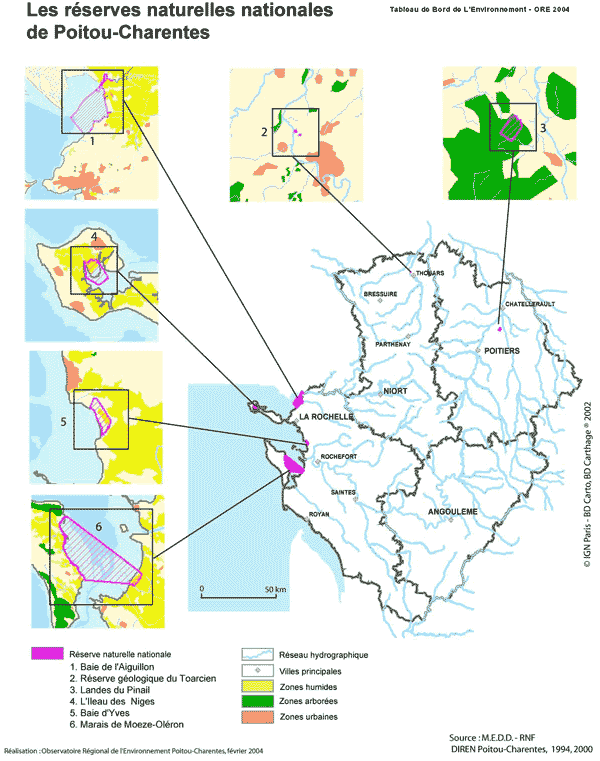 Les réserves naturelles nationales
de Poitou-Charentes
Tableau de Bord de L'Environnement - ORE 2004
1
2
3
4
5
6
THOUARS
BRESSUIRE
CHATELLERAULT
PARTHENAY
POITIERS
NIORT
LA ROCHELLE
ROCHEFORT
SAINTES
ANGOULEME
ROYAN
0 50 km
© IGN Paris - BD Carto,BD Carthage ® 2002
Réserve naturelle nationale
1. Baie de l'Aiguillon
2. Réserve géologique du Toarcien
3. Landes du Pinail
4. L'Ileau des Niges
5. Baie d'Yves
6. Marais de Moeze-Oléron
Réseau hydrographique
Villes principales
Zones humides
Zones arborées
Zones urbaines
Source : M.E.D.D. - RNF
DIREN Poitou-Charentes, 1994,2000
Réalisation : Observatoire Régional de l'Environnement Poitou-Charentes, février 2004